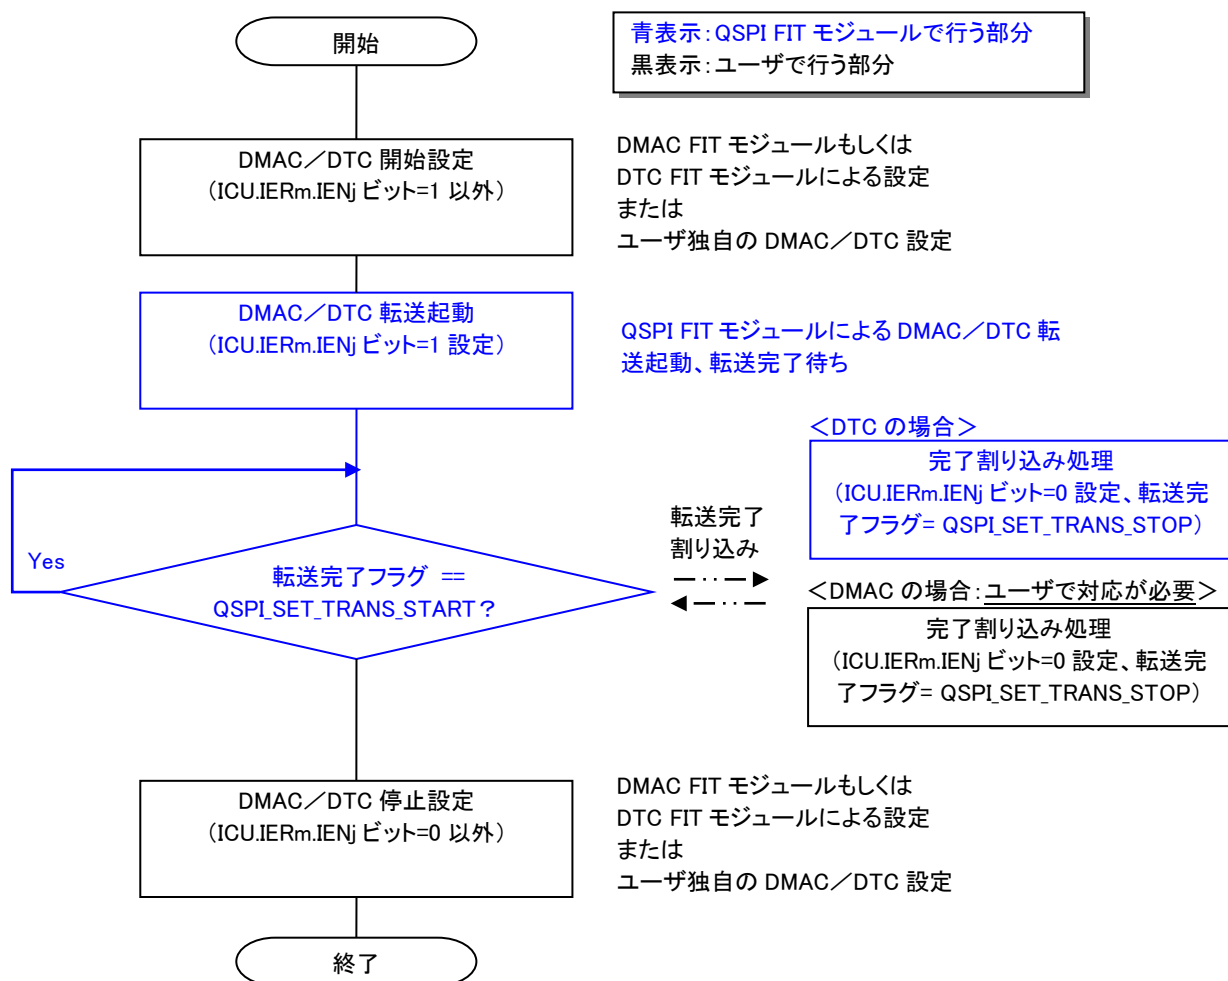 開始
青表示：QSPI FIT モジュールで行う部分
黒表示：ユーザで行う部分
DMAC／DTC 開始設定
（ICU.IERm.IENj ビット=1 以外）
DMAC FIT モジュールもしくは
DTC FIT モジュールによる設定
または
ユーザ独自の DMAC／DTC 設定
DMAC／DTC 転送起動
（ICU.IERm.IENj ビット=1 設定）
QSPI FIT モジュールによる DMAC／DTC 転
送起動、転送完了待ち
＜DTC の場合＞
完了割り込み処理
（ICU.IERm.IENj ビット=0 設定、転送完
了フラグ= QSPI_SET_TRANS_STOP）
転送完了
割り込み
Yes
転送完了フラグ ==
QSPI_SET_TRANS_START？
＜DMAC の場合：ユーザで対応が必要＞
完了割り込み処理
（ICU.IERm.IENj ビット=0 設定、転送完
了フラグ= QSPI_SET_TRANS_STOP）
DMAC／DTC 停止設定
（ICU.IERm.IENj ビット=0 以外）
DMAC FIT モジュールもしくは
DTC FIT モジュールによる設定
または
ユーザ独自の DMAC／DTC 設定
終了